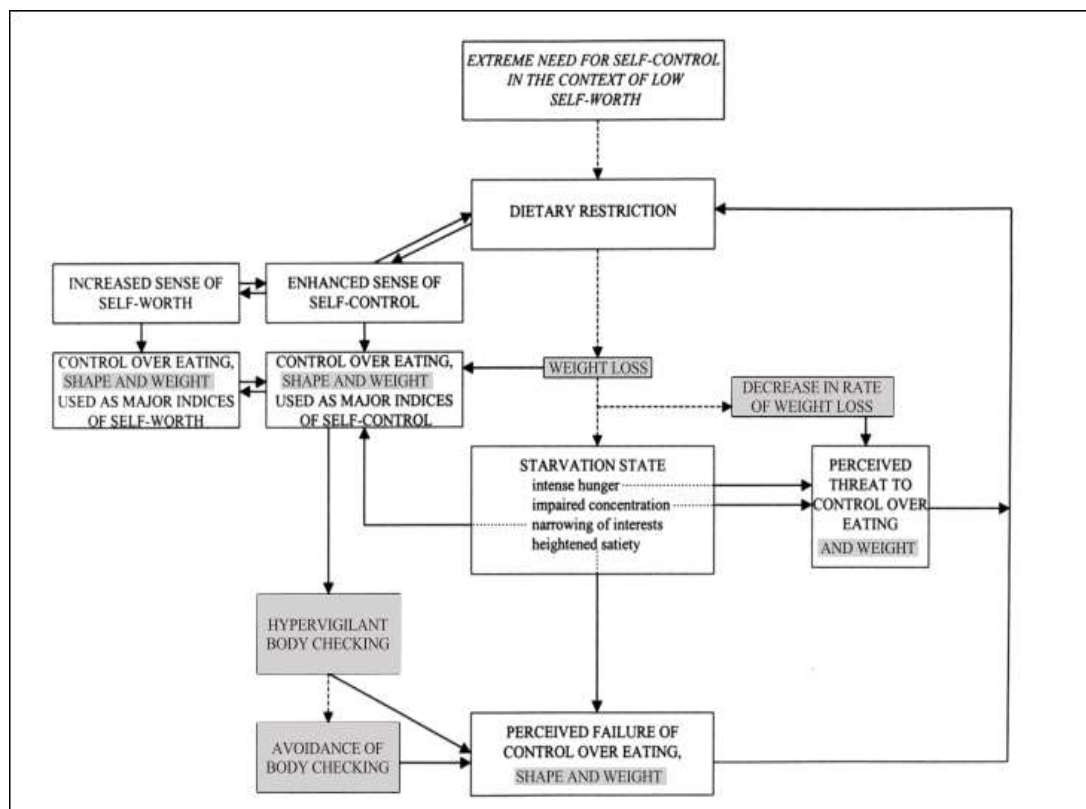 EXTREME NEED FOR SELF-CONTROL
IN THE CONTEXT OF LOW
SELF-WORTH
DIETARY RESTRICTION
INCREASED SENSE OF
SELF-WORTH
ENHANCED SENSE OF
SELF-CONTROL
CONTROL OVER EATING,
SHAPE AND WEIGHT
USED AS MAJOR INDICES
OF SELF-WORTH
CONTROL OVER EATING,
SHAPE AND WEIGHT
USED AS MAJOR INDICES
OF SELF-CONTROL
WEIGHT LOSS
DECREASE IN RATE
OF WEIGHT LOSS
STARVATION STATE
intense hunger
impaired concentration
narrowing of interests
heightened satiety
PERCEIVED
THREAT TO
CONTROL OVER
EATING
AND WEIGHT
HYPERVIGILANT
BODY CHECKING
AVOIDANCE OF
BODY CHECKING
PERCEIVED FAILURE OF
CONTROL OVER EATING,
SHAPE AND WEIGHT